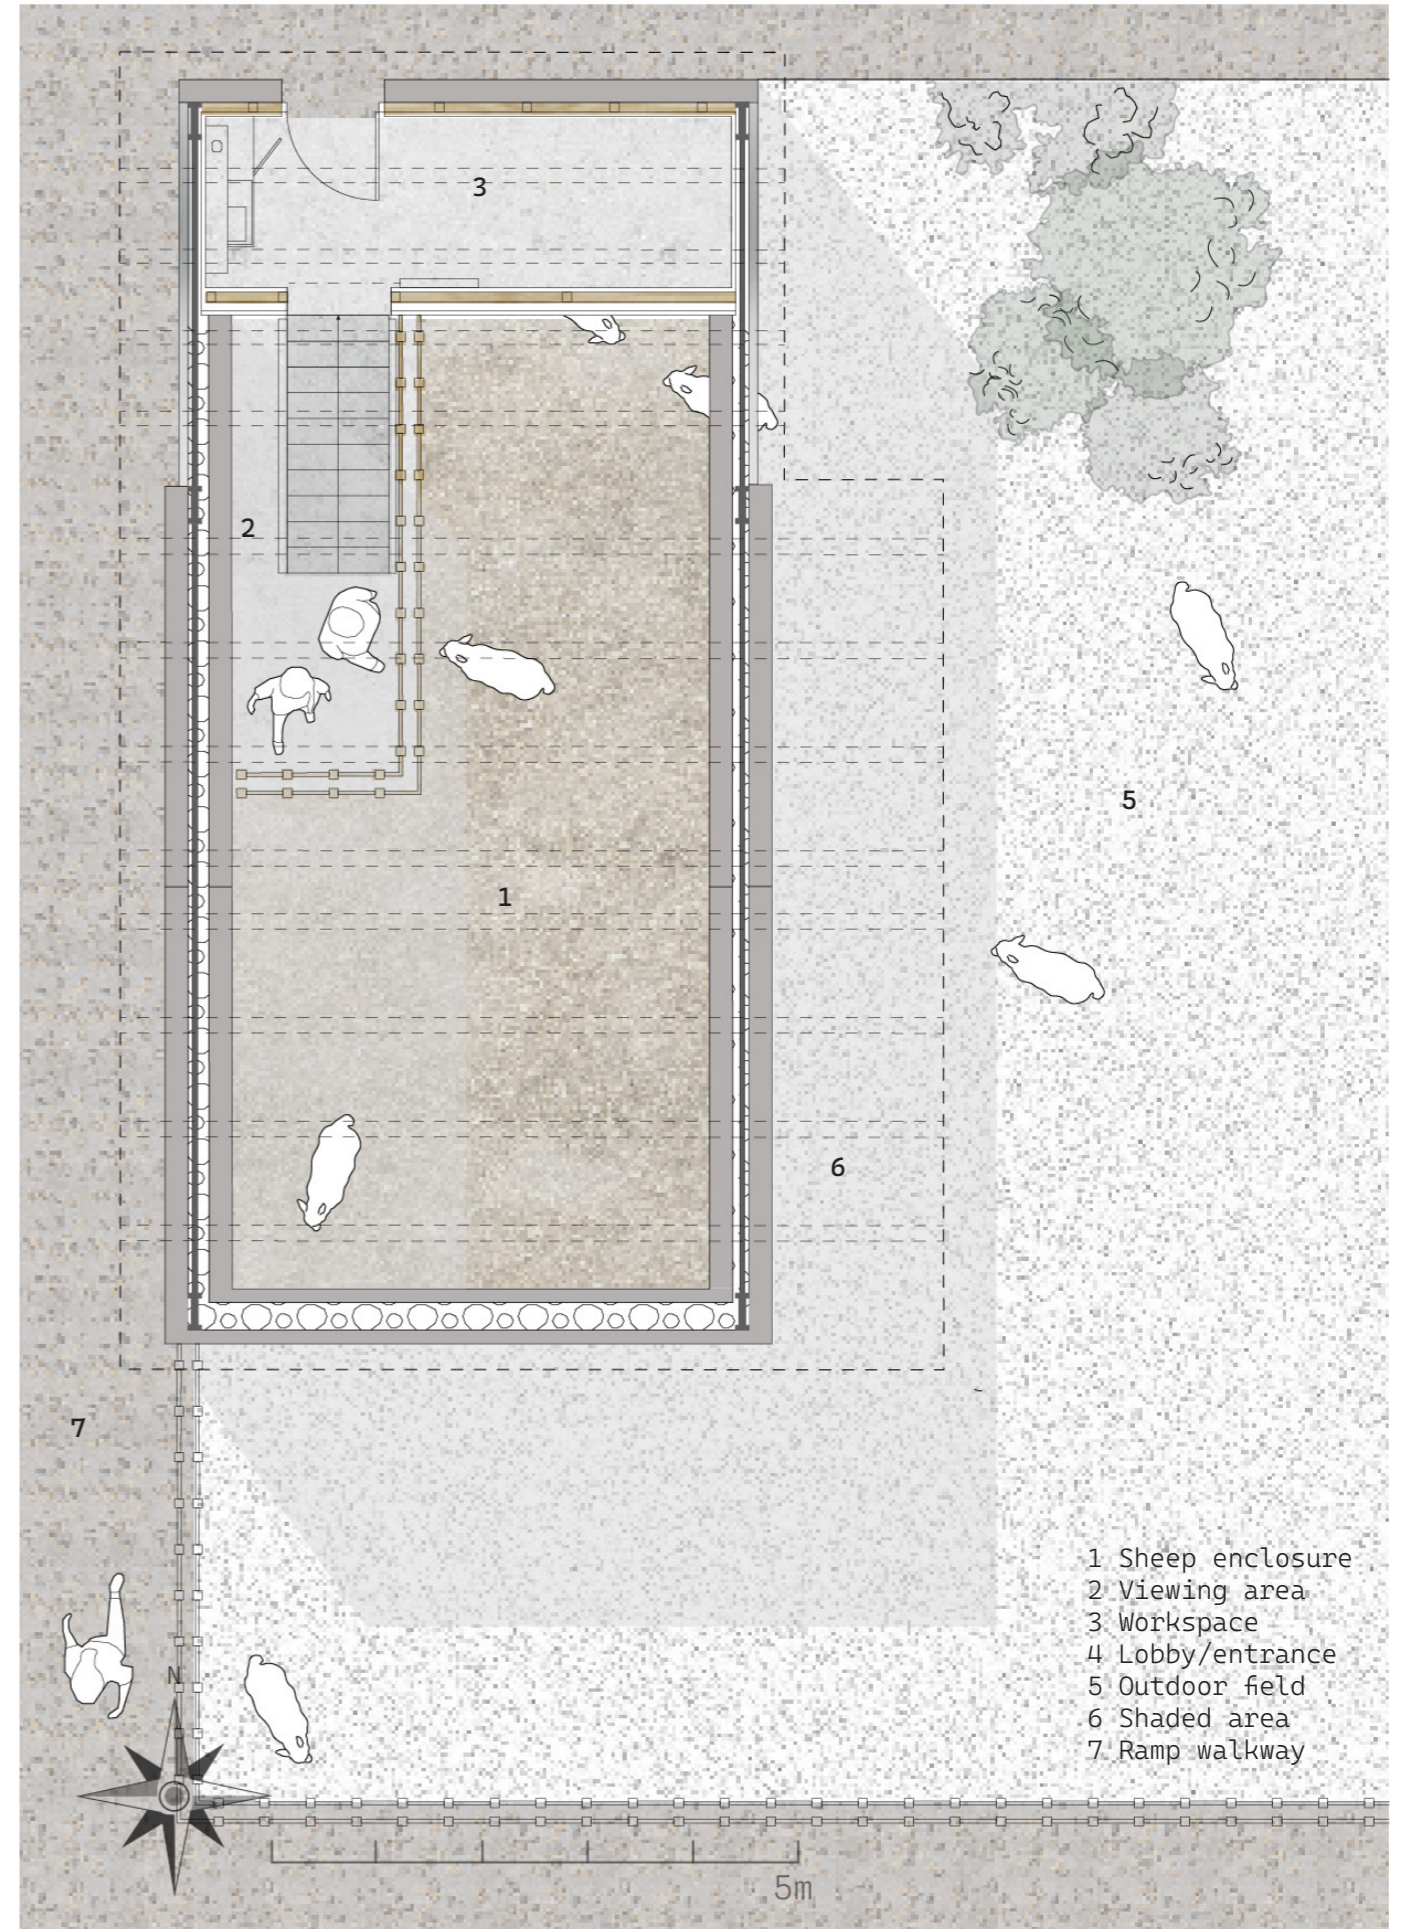 3
2
5
1
6
7
1 Sheep enclosure
2 Viewing area
3 Workspace
4 Lobby/entrance
5 Outdoor field
6 Shaded area
7 Ramp walkway
N
5m